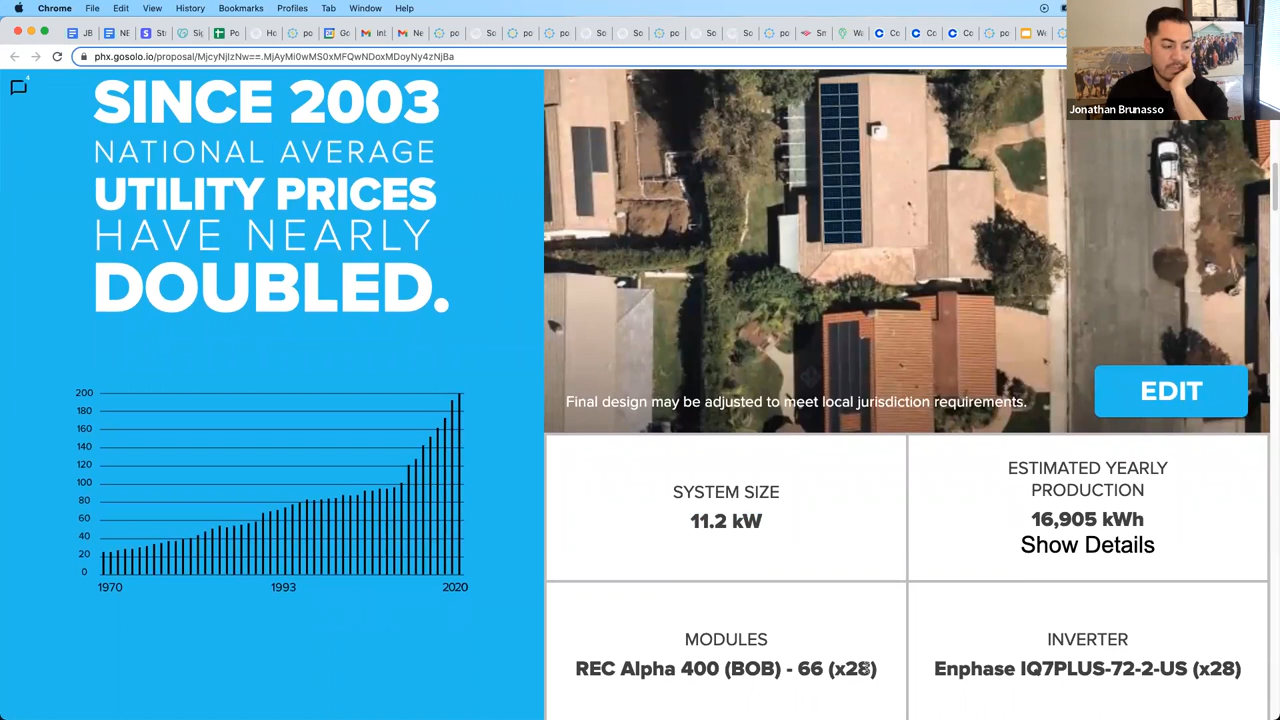 Chrome File Edit View History Bookmarks Profiles Tab Window Help
phx.gosolo.io/proposal/MjcyNjIzNw==.MjAyMi0wMS0xMFQwNDoxMDoyNy4zNjBa
Jonathan Brunasso
SINCE 2003
NATIONAL AVERAGE
UTILITY PRICES
HAVE NEARLY
DOUBLED.
200
180
160
140
120
100
80
60
40
20
0
1970 1993 2020
Final design may be adjusted to meet local jurisdiction requirements.
EDIT
SYSTEM SIZE
11.2 kW
ESTIMATED YEARLY
PRODUCTION
16,905 kWh
Show Details
MODULES
REC Alpha 400 (BOB) - 66 (x28)
INVERTER
Enphase IQ7PLUS-72-2-US (x28)